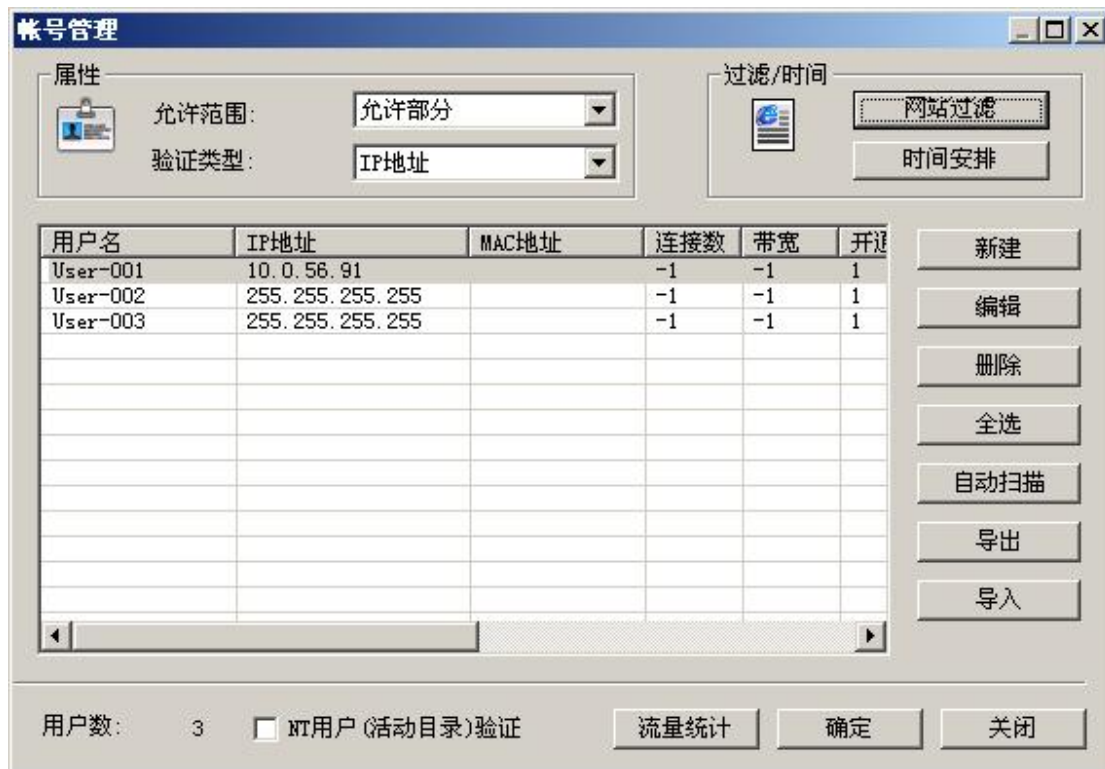 帐号管理
属性
允许范围: 允许部分
验证类型: IP地址
过滤/时间
网站过滤
时间安排
用户名 IP地址 MAC地址 连接数 带宽 开通
User-001 10.0.56.91 -1 -1 1
User-002 255.255.255.255 -1 -1 1
User-003 255.255.255.255 -1 -1 1
新建
编辑
删除
全选
自动扫描
导出
导入
用户数: 3 NT用户(活动目录)验证 流量统计 确定 关闭